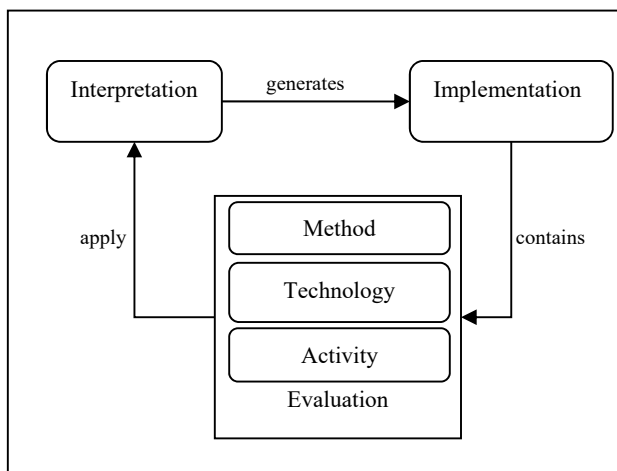 Interpretation
generates
Implementation
apply
Method
contains
Technology
Activity
Evaluation